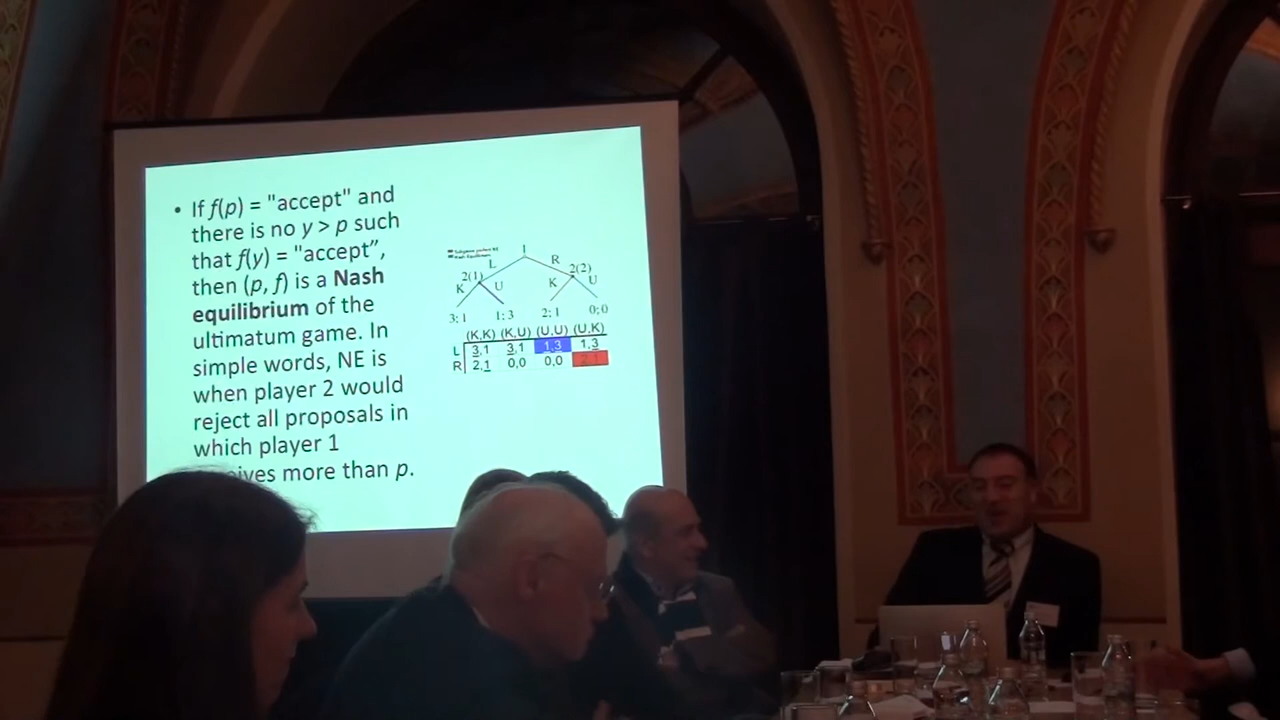 • If f(p) = "accept" and
there is no y > p such
that f(y) = "accept”,
then (p, f) is a Nash
equilibrium of the
ultimatum game. In
simple words, NE is
when player 2 would
reject all proposals in
which player 1
more than p.
1
L R
2(1) 2(2)
K U K U
3; 1 1; 3 2; 1 0;0
(K,K) (K,U) (U,U) (U,K)
L 3,1 3,1 1,3 1,3
R 2,1 0,0 0,0 2,1